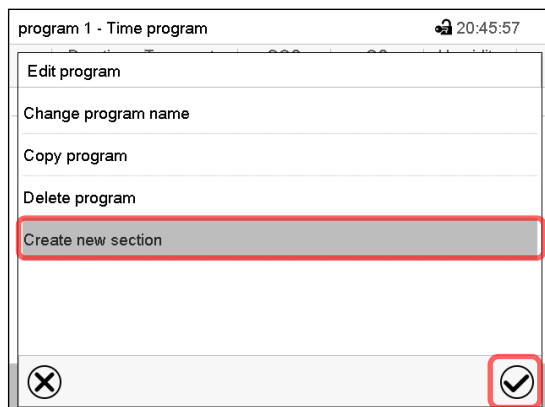 program 1 - Time program 20:45:57
Edit program
Change program name
Copy program
Delete program
Create new section